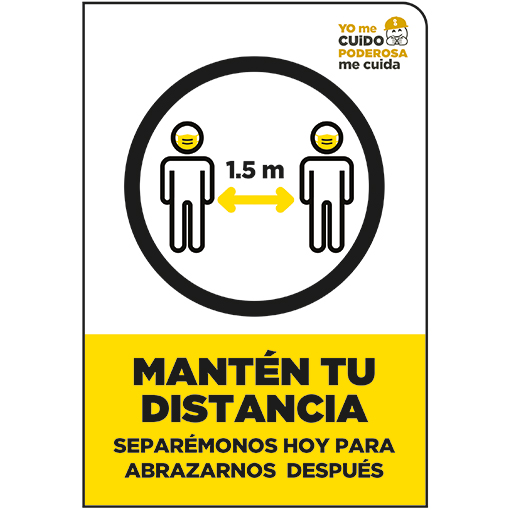 YO me
CUiDO
PODEROSA
me cuida
1.5 m
MANTÉN TU
DISTANCIA
SEPARÉMONOS HOY PARA
ABRAZARNOS DESPUÉS